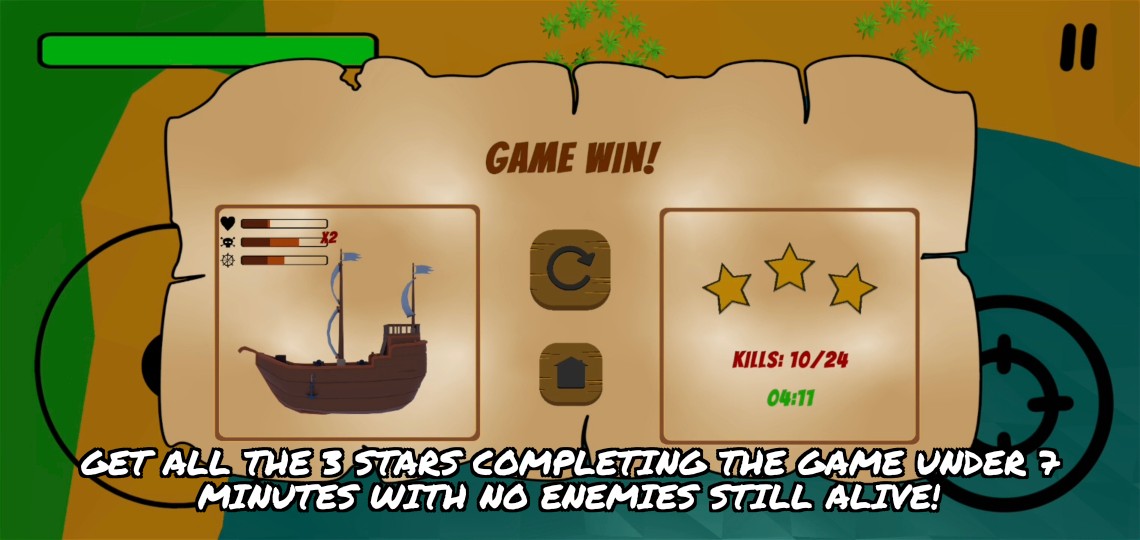 GAME WIN!
X2
KILLS: 10/24
04:11
GET ALL THE 3 STARS COMPLETING THE GAME UNDER 7
MINUTES WITH NO ENEMIES STILL ALIVE!